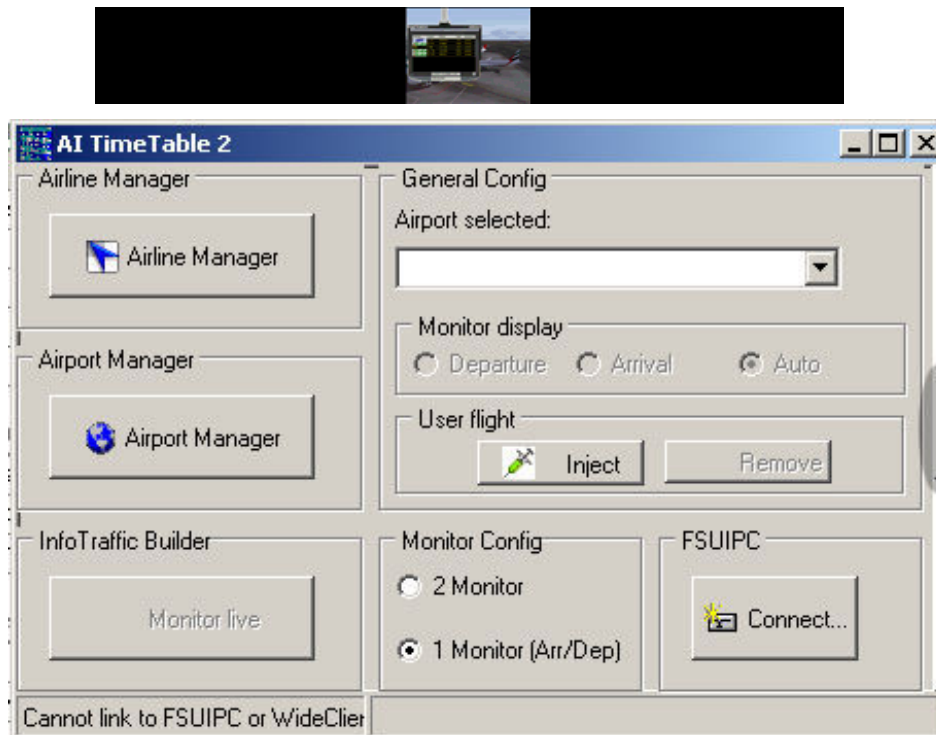 AI TimeTable 2
Airline Manager
Airline Manager
General Config
Airport selected:
Monitor display
Departure Arrival Auto
Airport Manager
Airport Manager
User flight
Inject Remove
InfoTraffic Builder
Monitor live
Monitor Config
2 Monitor
1 Monitor (Arr/Dep)
FSUIPC
Connect...
Cannot link to FSUIPC or WideClier